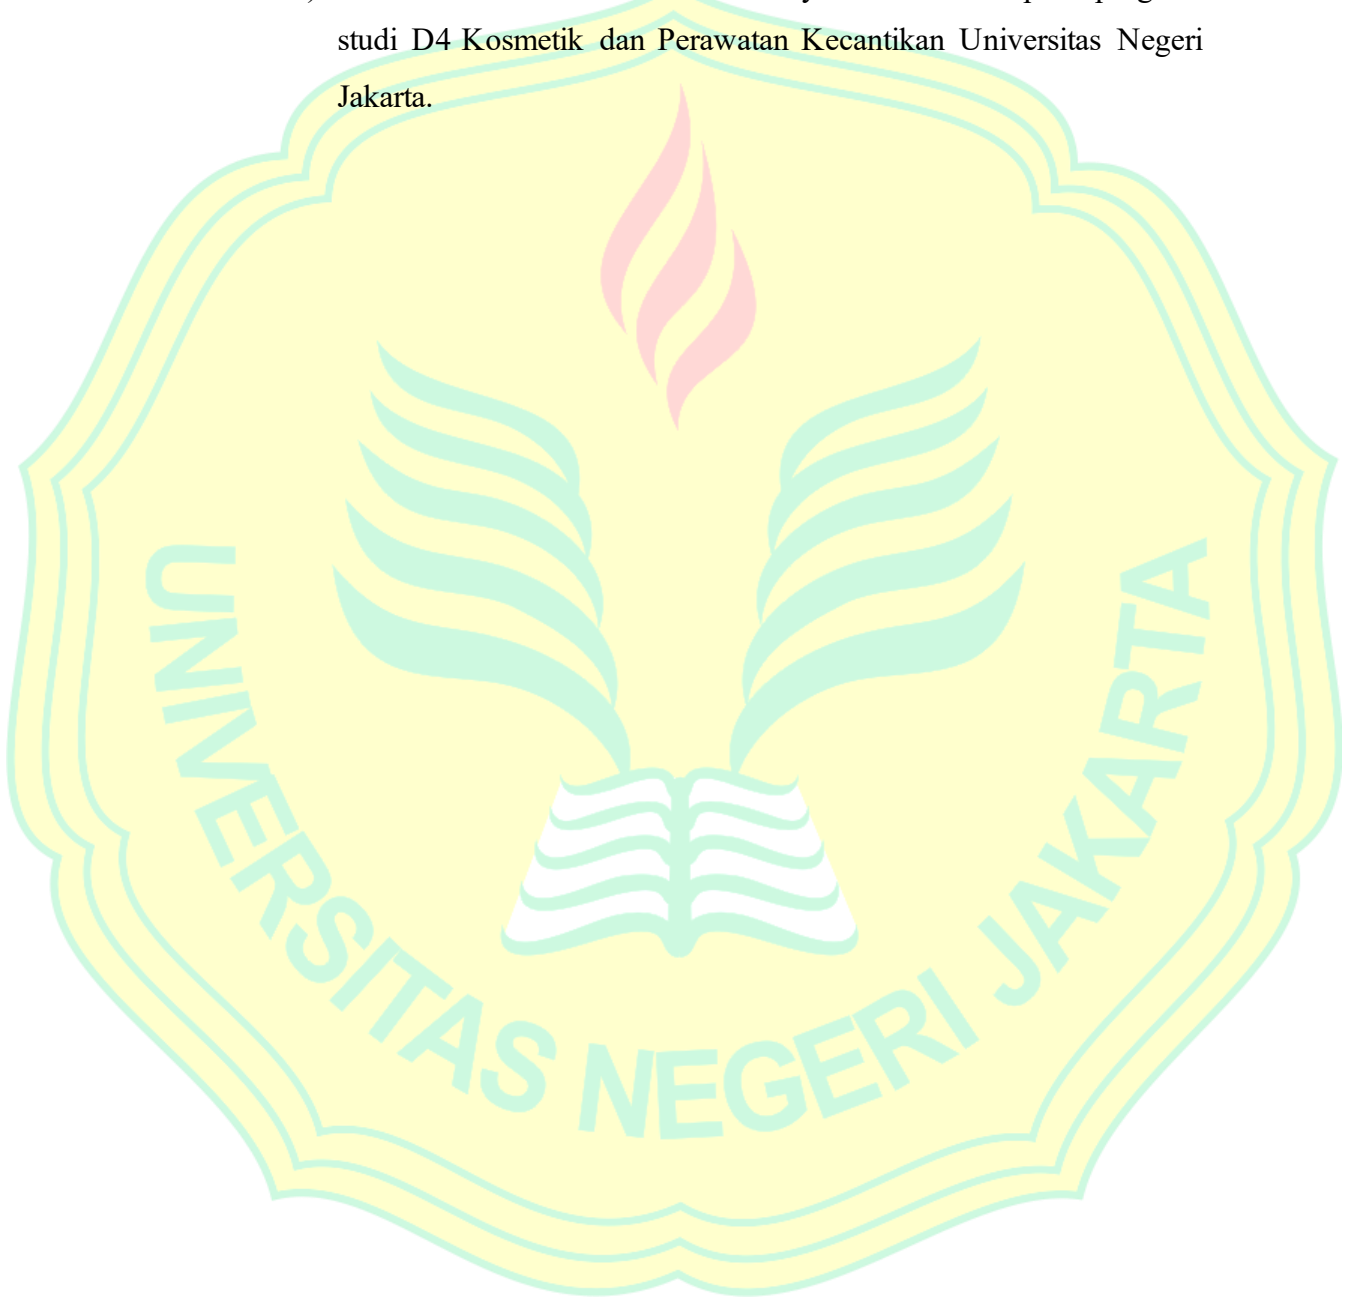 studi D4 Kosmetik dan Perawatan Kecantikan Universitas Negeri
Jakarta.
UNIVERSITAS NEGERI JAKARTA